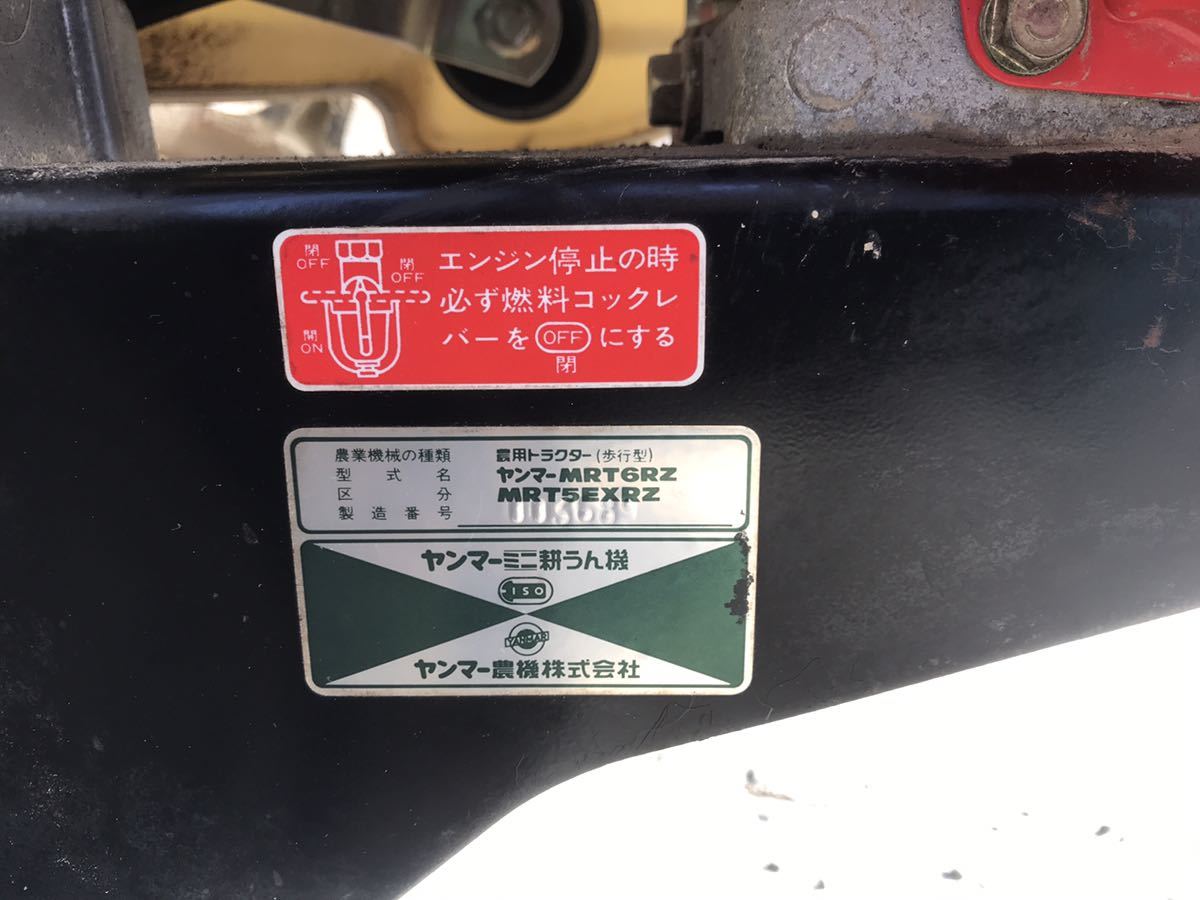 閉
OFF
閉
OFF
開
ON
エンジン停止の時
必ず燃料コックレ
バーを OFF にする
閉
農業機械の種類 農用トラクター(歩行型)
型式名 ヤンマーMRT6RZ
区分 MRT5EXRZ
製造番号
ヤンマーミニ耕うん機
ISO
YANMAR
ヤンマー農機株式会社